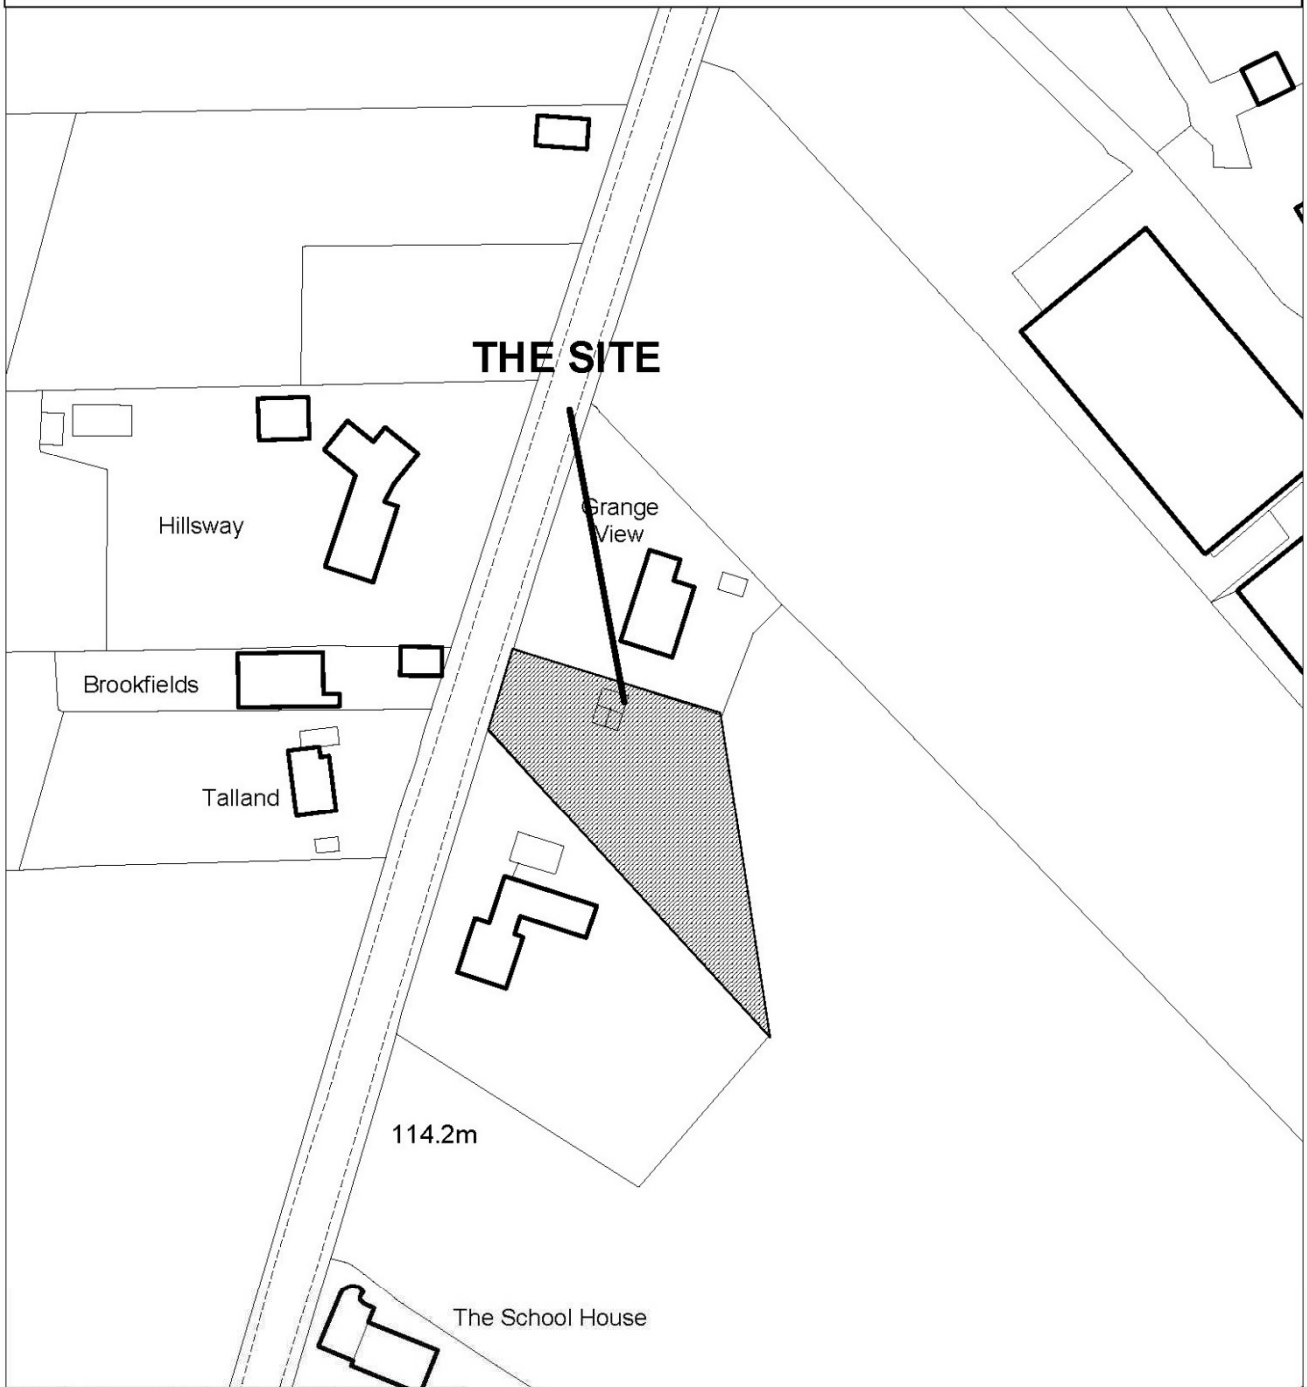 THE SITE
Grange
View
Hillsway
Brookfields
Talland
114.2m
The School House